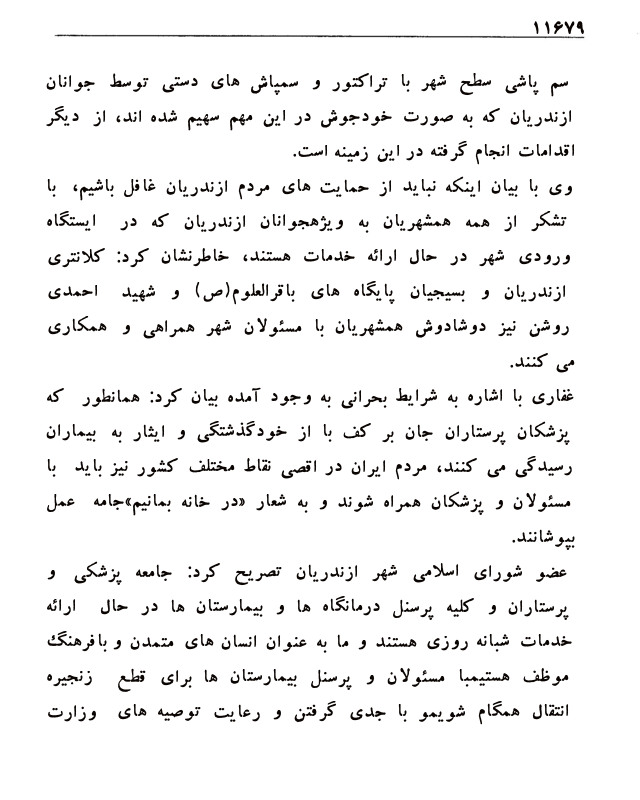 ۱۱۶۷۹
سم پاشی سطح شهر با تراکتور و سمپاش های دستی توسط جوانان
ازندریان که به صورت خودجوش در این مهم سهیم شده اند، از دیگر
اقدامات انجام گرفته در این زمینه است.
وی با بیان اینکه نباید از حمایت های مردم ازندریان غافل باشیم، با
تشکر از همه همشهریان به ویژهجوانان ازندریان که در ایستگاه
ورودی شهر در حال ارائه خدمات هستند، خاطرنشان کرد: کلانتری
ازندریان و بسیجیان پایگاه های باقرالعلوم(ص) و شهید احمدی
روشن نیز دوشادوش همشهریان با مسئولان شهر همراهی و همکاری
می کنند.
غفاری با اشاره به شرایط بحرانی به وجود آمده بیان کرد: همانطور که
پزشکان پرستاران جان بر کف با از خودگذشتگی و ایثار به بیماران
رسیدگی می کنند، مردم ایران در اقصی نقاط مختلف کشور نیز باید با
مسئولان و پزشکان همراه شوند و به شعار «در خانه بمانیم»جامه عمل
بپوشانند.
عضو شورای اسلامی شهر ازندریان تصریح کرد: جامعه پزشکی و
پرستاران و کلیه پرسنل درمانگاه ها و بیمارستان ها در حال ارائه
خدمات شبانه روزی هستند و ما به عنوان انسان های متمدن و بافرهنگ
موظف هستیمبا مسئولان و پرسنل بیمارستان ها برای قطع زنجیره
انتقال همگام شویمو با جدی گرفتن و رعایت توصیه های وزارت